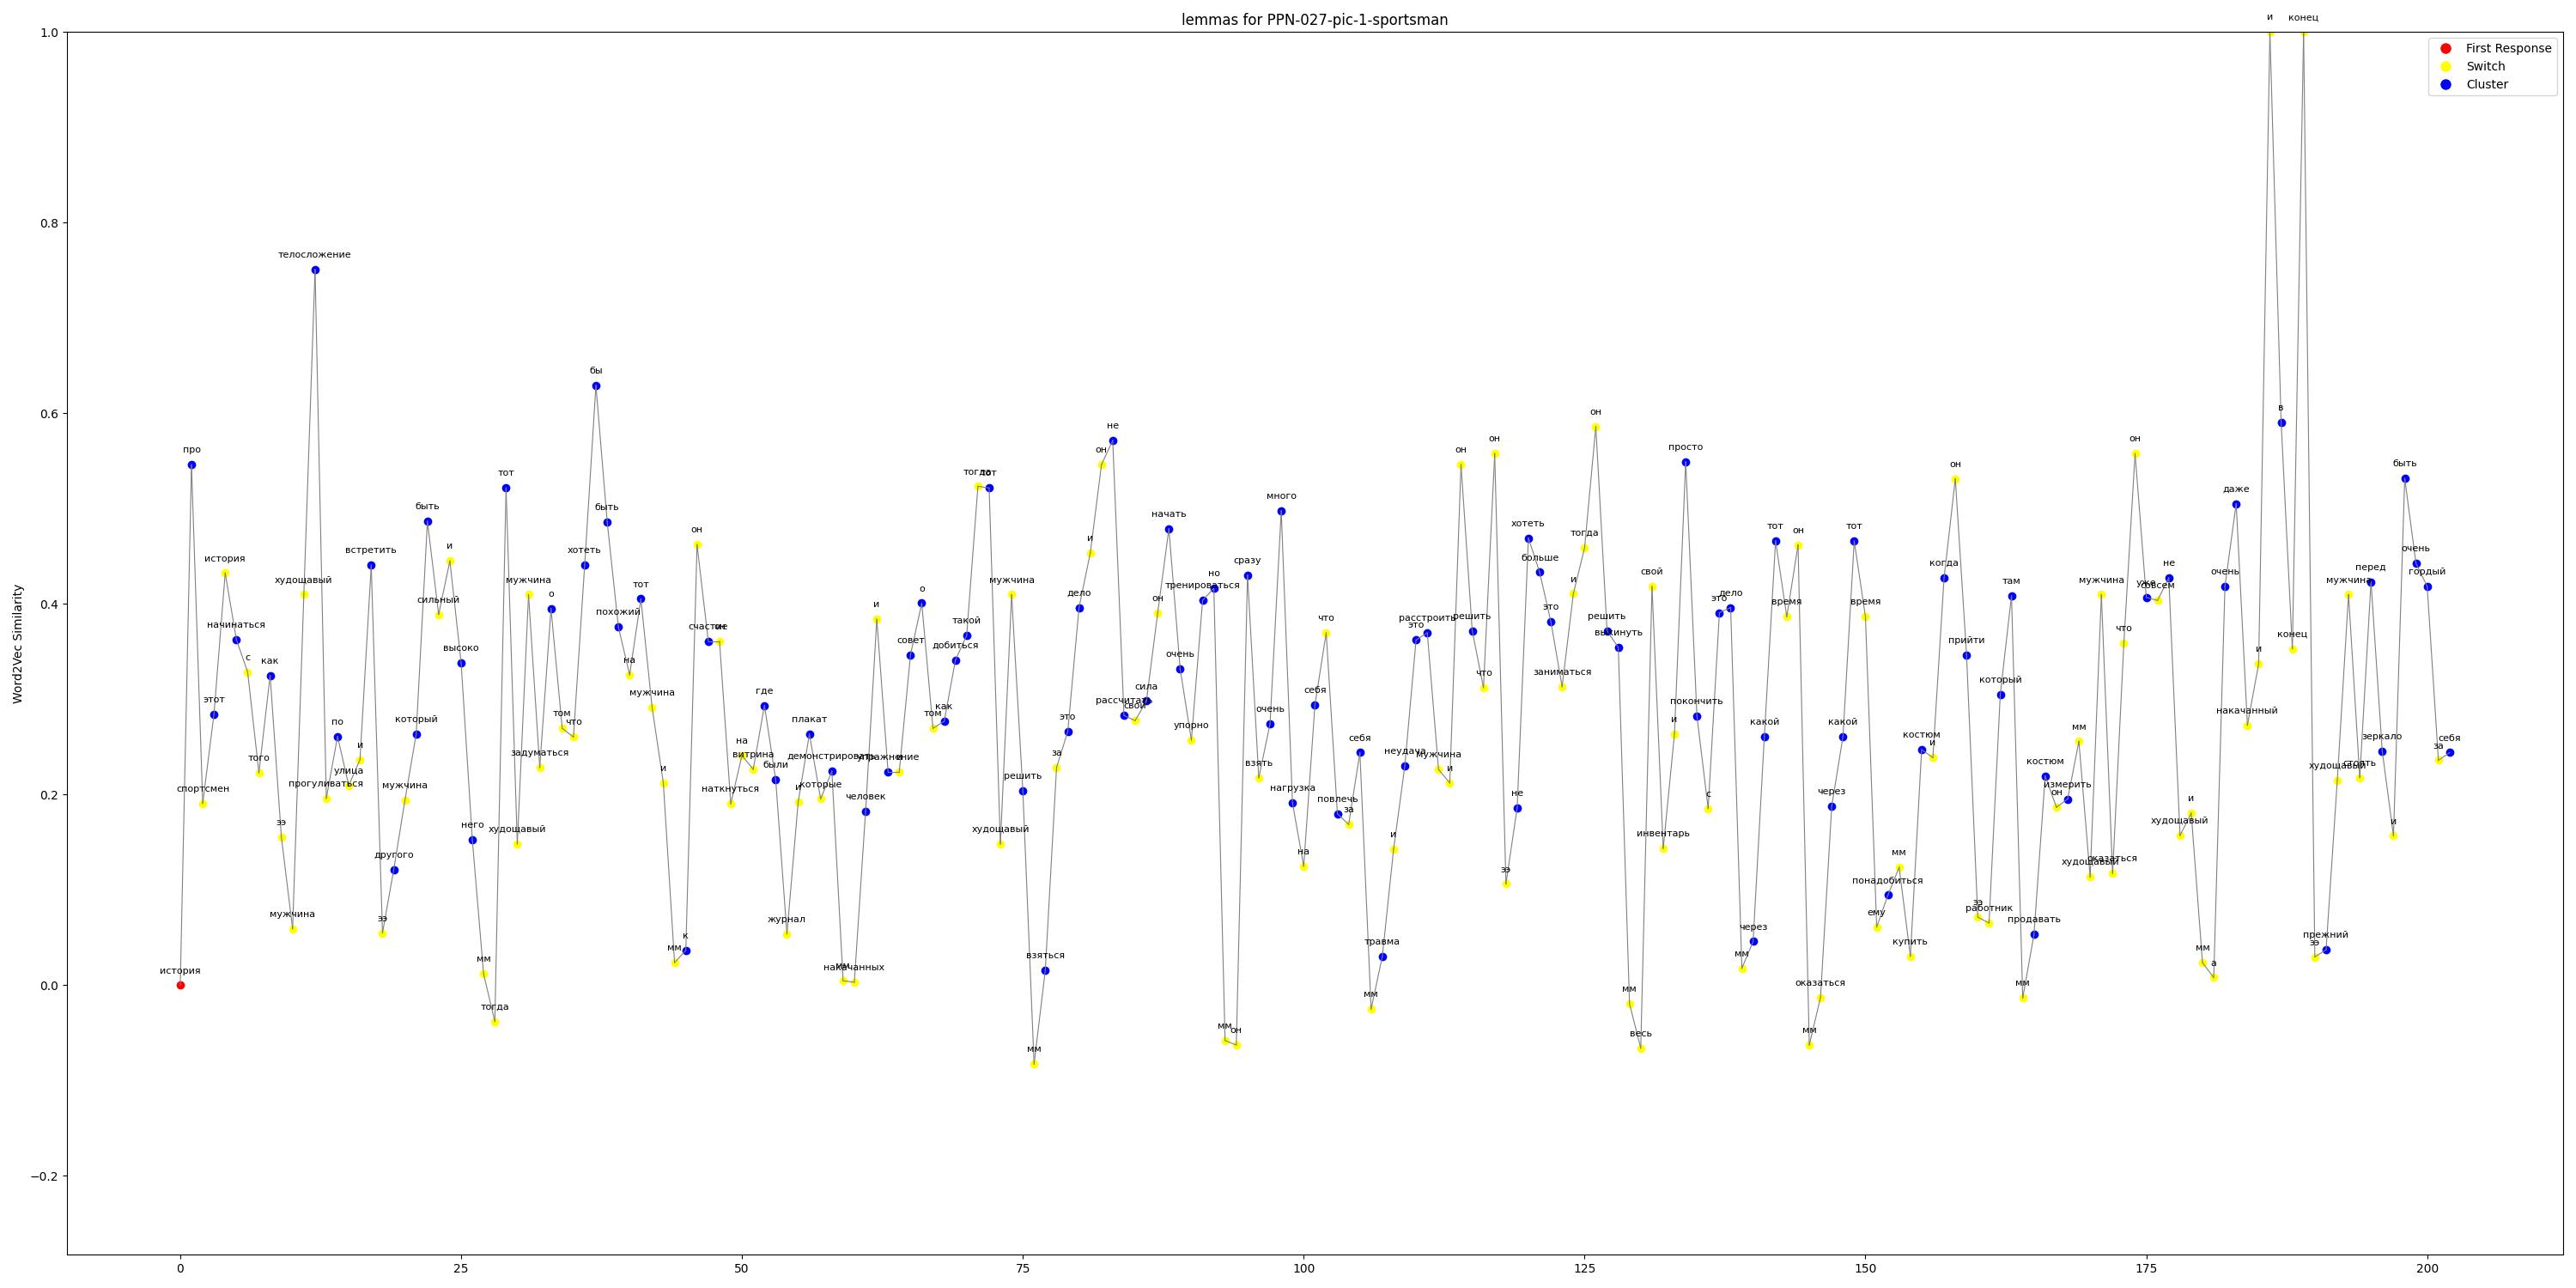 lemmas for PPN-027-pic-1-sportsman
First Response
Switch
Cluster
Word2Vec Similarity
1.0
0.8
0.6
0.4
0.2
0.0
−0.2
история
про
спортсмен
этот
история
начинаться
с
того
как
ээ
мужчина
худощавый
телосложение
прогуливаться
по
улица
и
встретить
ээ
другого
мужчина
который
быть
сильный
и
высоко
него
мм
тогда
тот
худощавый
мужчина
задуматься
о
том
что
хотеть
бы
быть
похожий
на
тот
мужчина
и
мм
к
он
счастие
он
наткнуться
на
витрина
где
были
журнал
и
плакат
которые
демонстрировать
мм
накачанных
человек
и
упражнение
и
совет
о
том
как
добиться
такой
тогда
тот
худощавый
мужчина
решить
мм
взяться
за
это
дело
и
он
не
рассчитать
свой
сила
он
начать
очень
упорно
тренироваться
но
мм
он
сразу
взять
очень
много
нагрузка
на
себя
что
повлечь
за
себя
мм
травма
и
неудача
это
расстроить
мужчина
и
он
решить
что
он
ээ
не
хотеть
больше
это
заниматься
и
тогда
он
решить
выкинуть
мм
весь
свой
инвентарь
и
просто
покончить
с
это
дело
мм
через
какой
тот
время
он
мм
оказаться
через
какой
тот
время
ему
понадобиться
мм
купить
костюм
и
когда
он
прийти
ээ
работник
который
там
мм
продавать
костюм
он
измерить
мм
худощавый
мужчина
оказаться
что
он
уже
совсем
не
худощавый
и
мм
а
очень
даже
накачанный
и
и
в
конец
конец
ээ
прежний
худощавый
мужчина
стоять
перед
зеркало
и
быть
очень
гордый
за
себя
0 25 50 75 100 125 150 175 200